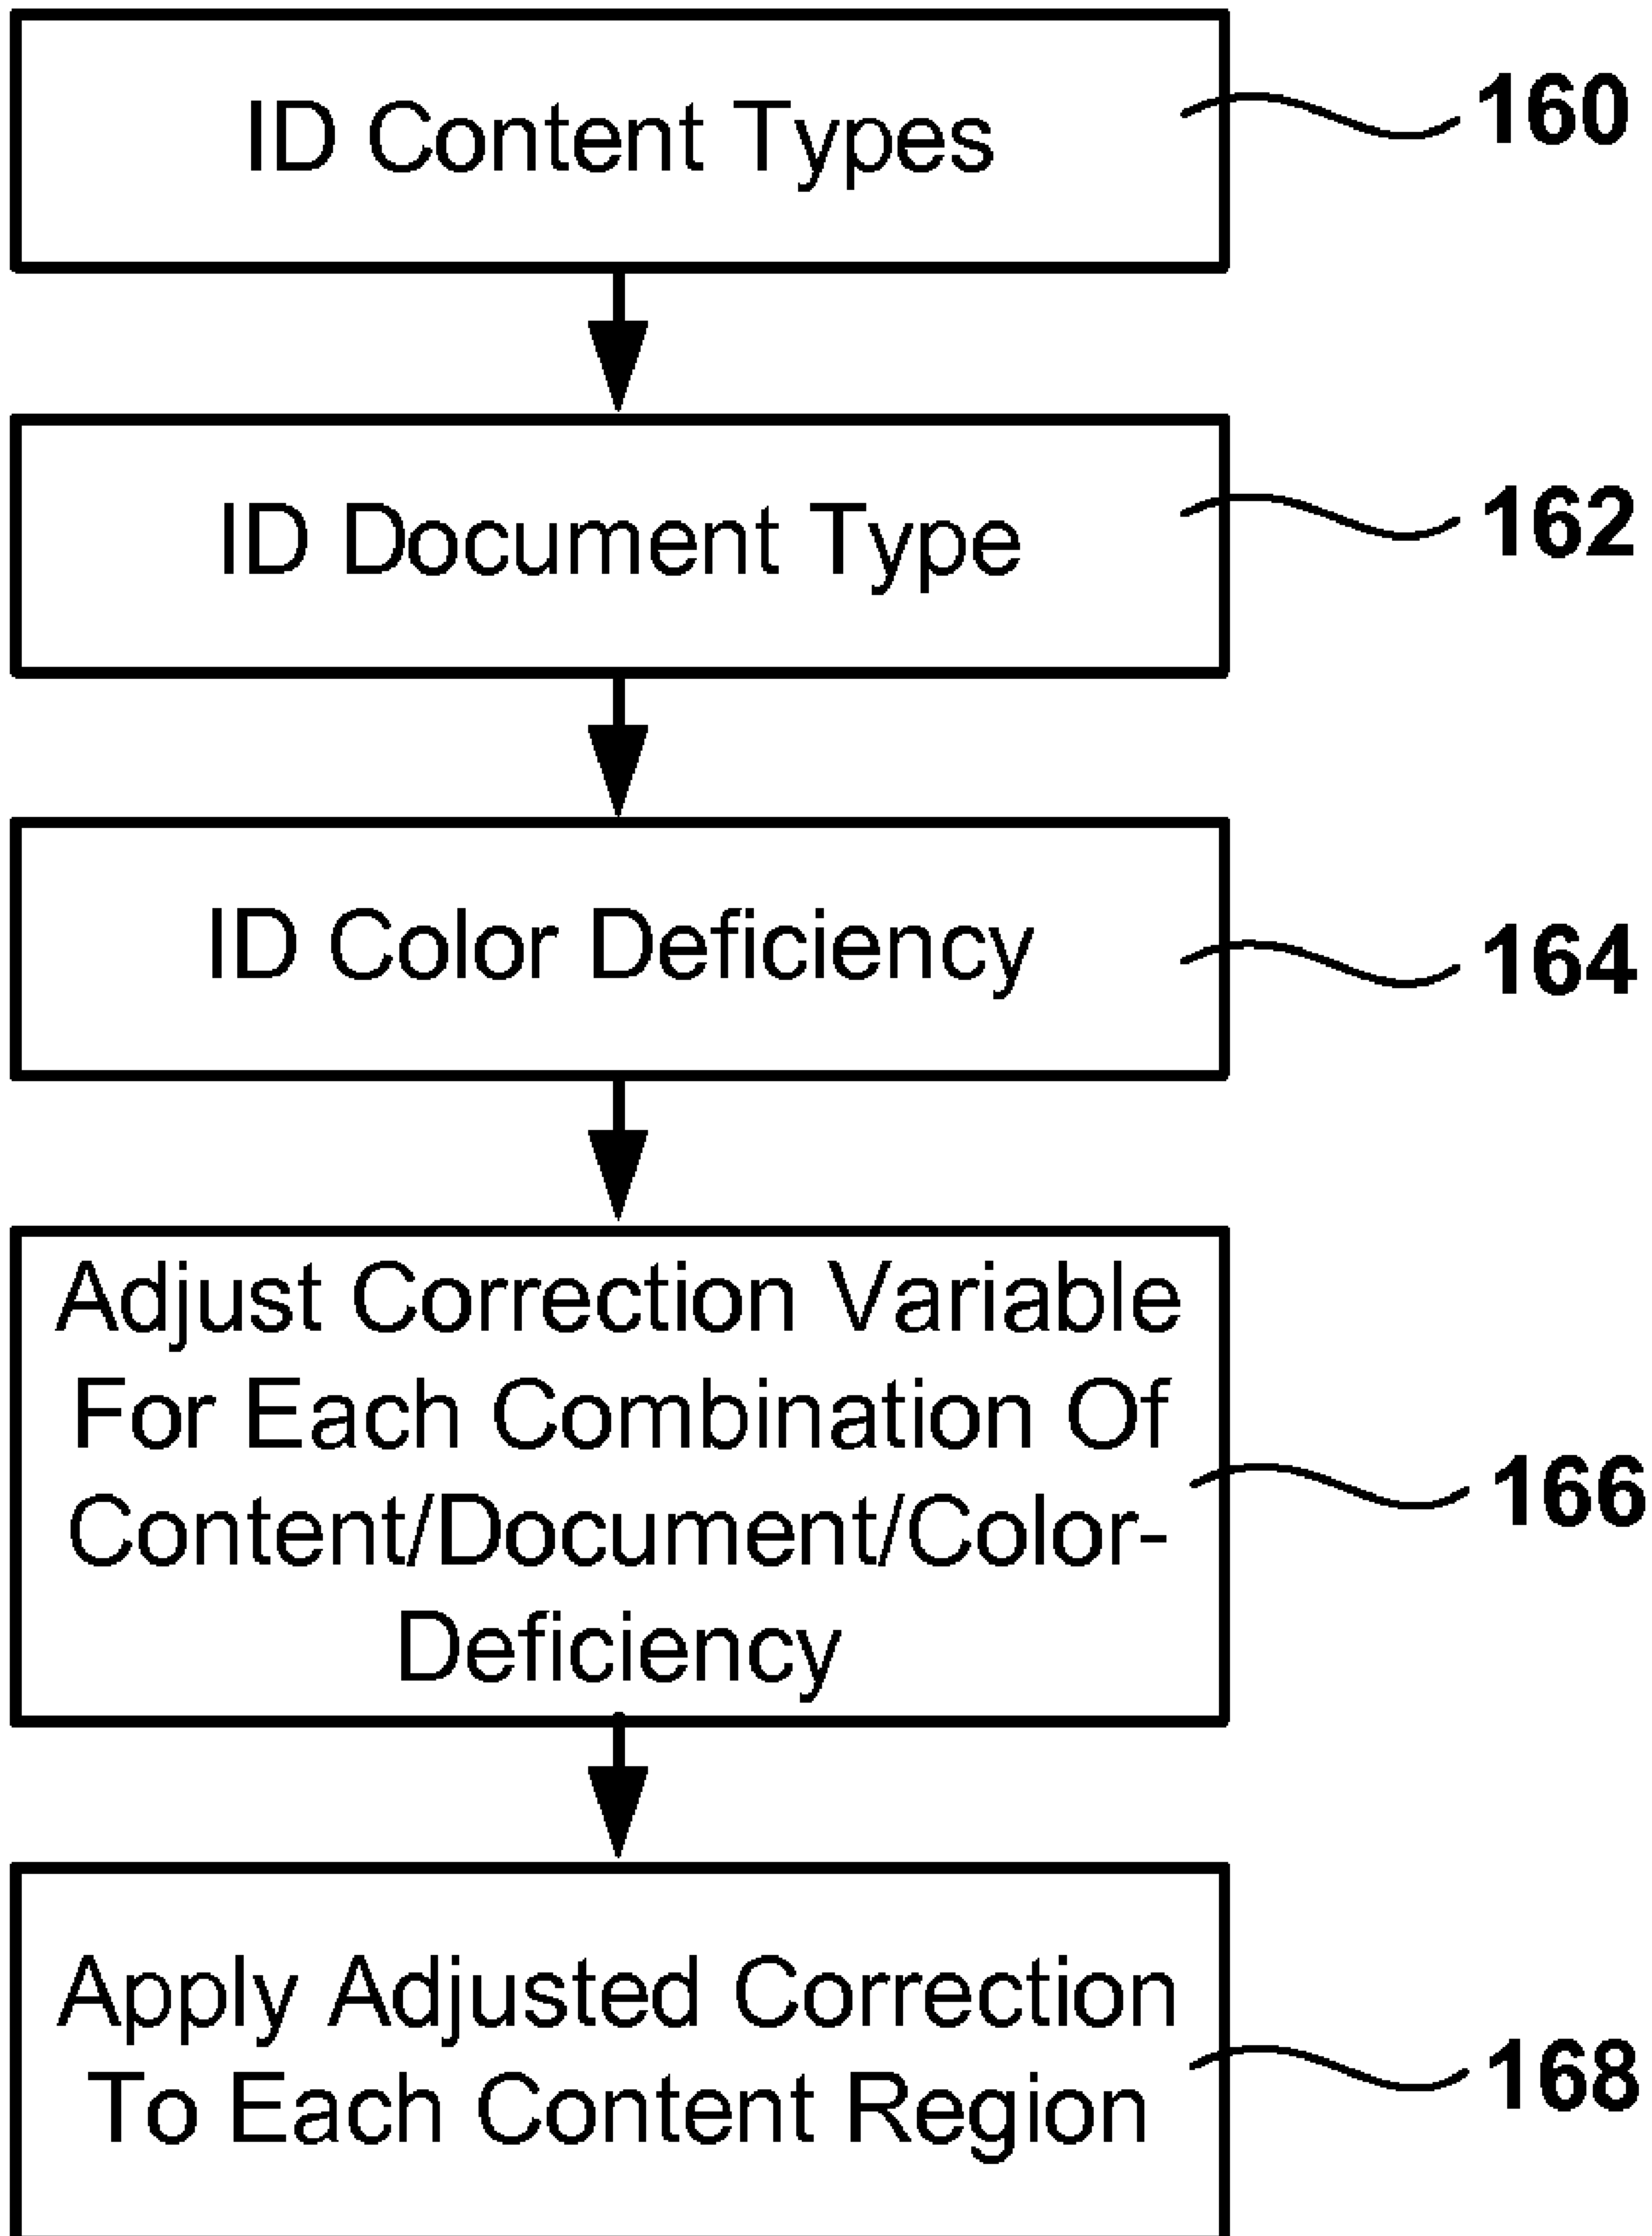 ID Content Types
160
ID Document Type
162
ID Color Deficiency
164
Adjust Correction Variable
For Each Combination Of
Content/Document/Color-
Deficiency
166
Apply Adjusted Correction
To Each Content Region
168